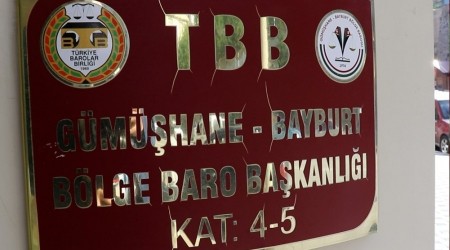 TBB
TÜRKİYE
BAROLAR
BİRLİĞİ
GÜMÜŞHANE - BAYBURT
BÖLGE BARO BAŞKANLIĞI
KAT: 4-5